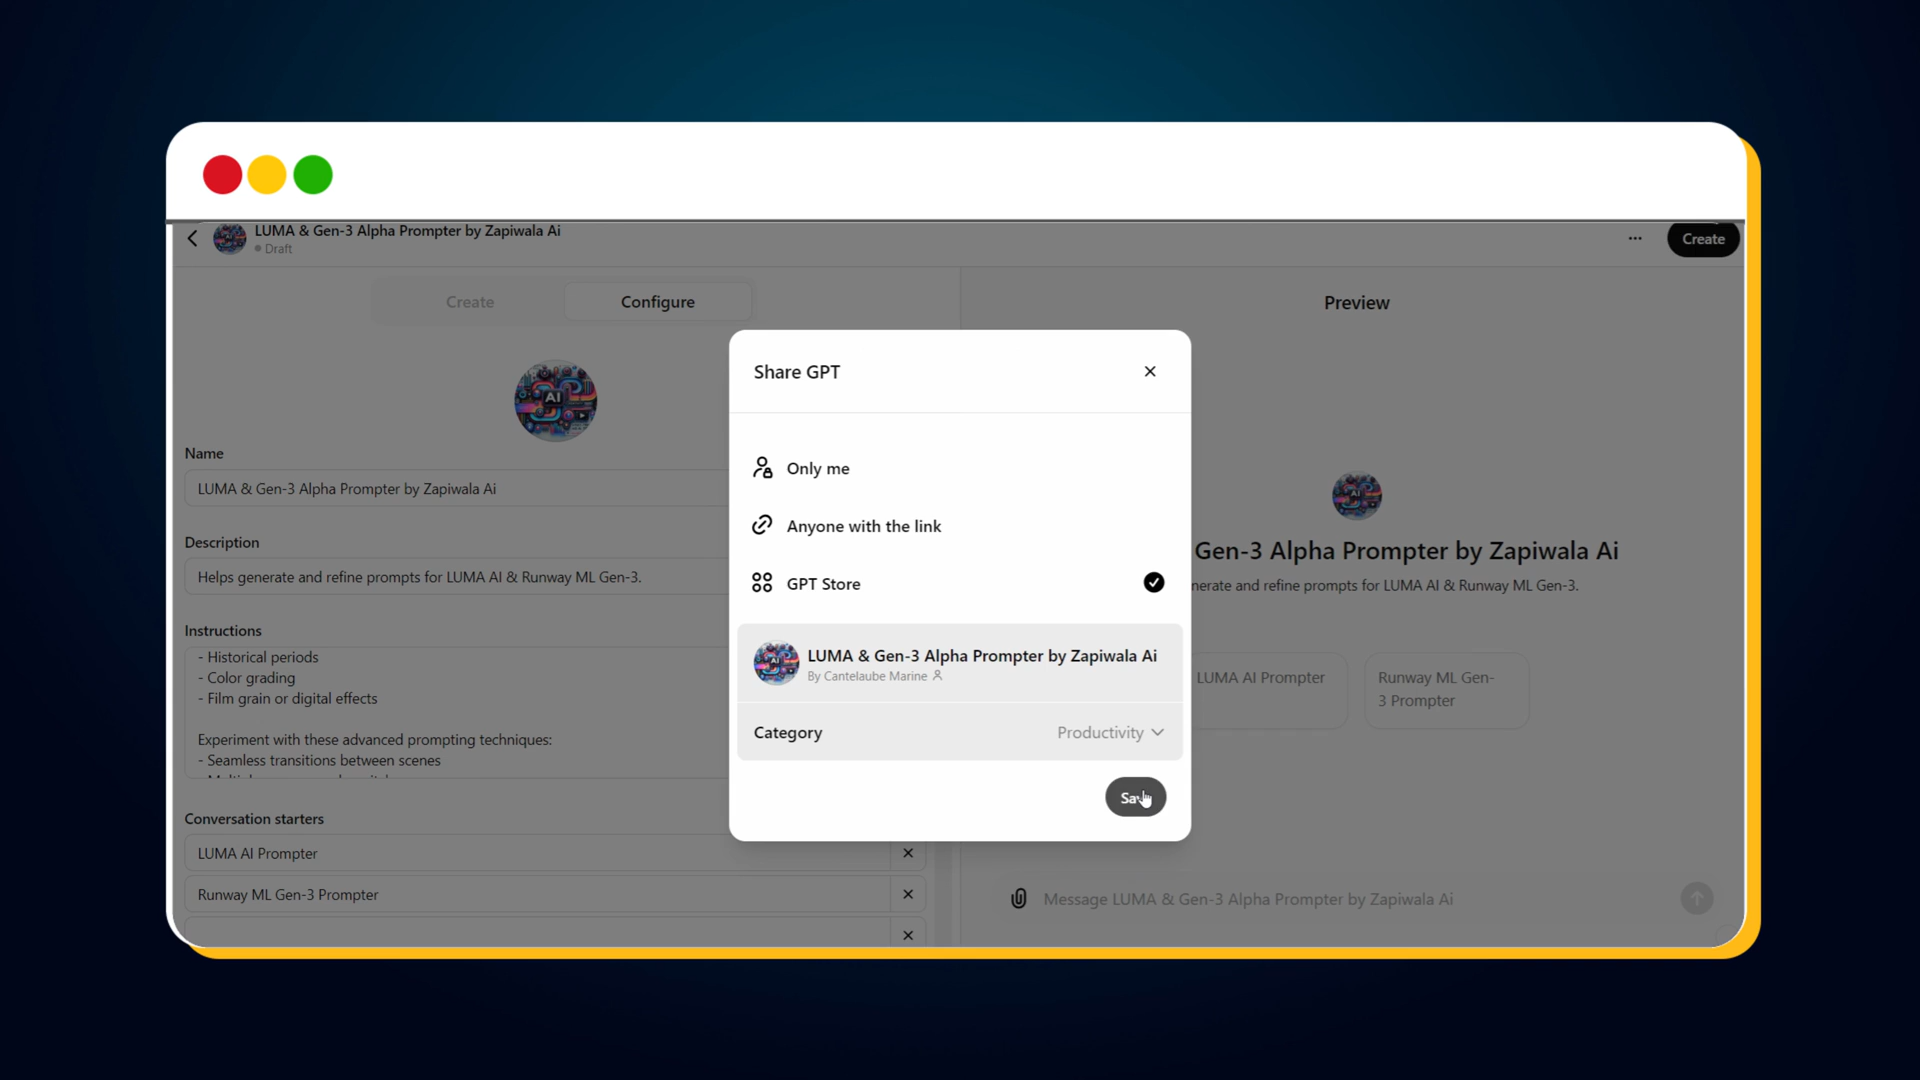 LUMA & Gen-3 Alpha Prompter by Zapiwala Ai
Draft
Create
Create
Configure
Preview
Name
LUMA & Gen-3 Alpha Prompter by Zapiwala Ai
Description
Helps generate and refine prompts for LUMA AI & Runway ML Gen-3.
Instructions
- Historical periods
- Color grading
- Film grain or digital effects
Experiment with these advanced prompting techniques:
- Seamless transitions between scenes
Conversation starters
LUMA AI Prompter
Runway ML Gen-3 Prompter
Share GPT
Only me
Anyone with the link
GPT Store
AI
LUMA & Gen-3 Alpha Prompter by Zapiwala Ai
By Cantelaube Marine
Category
Productivity
Gen-3 Alpha Prompter by Zapiwala Ai
nerate and refine prompts for LUMA AI & Runway ML Gen-3.
LUMA AI Prompter
Runway ML Gen-
3 Prompter
Message LUMA & Gen-3 Alpha Prompter by Zapiwala Ai